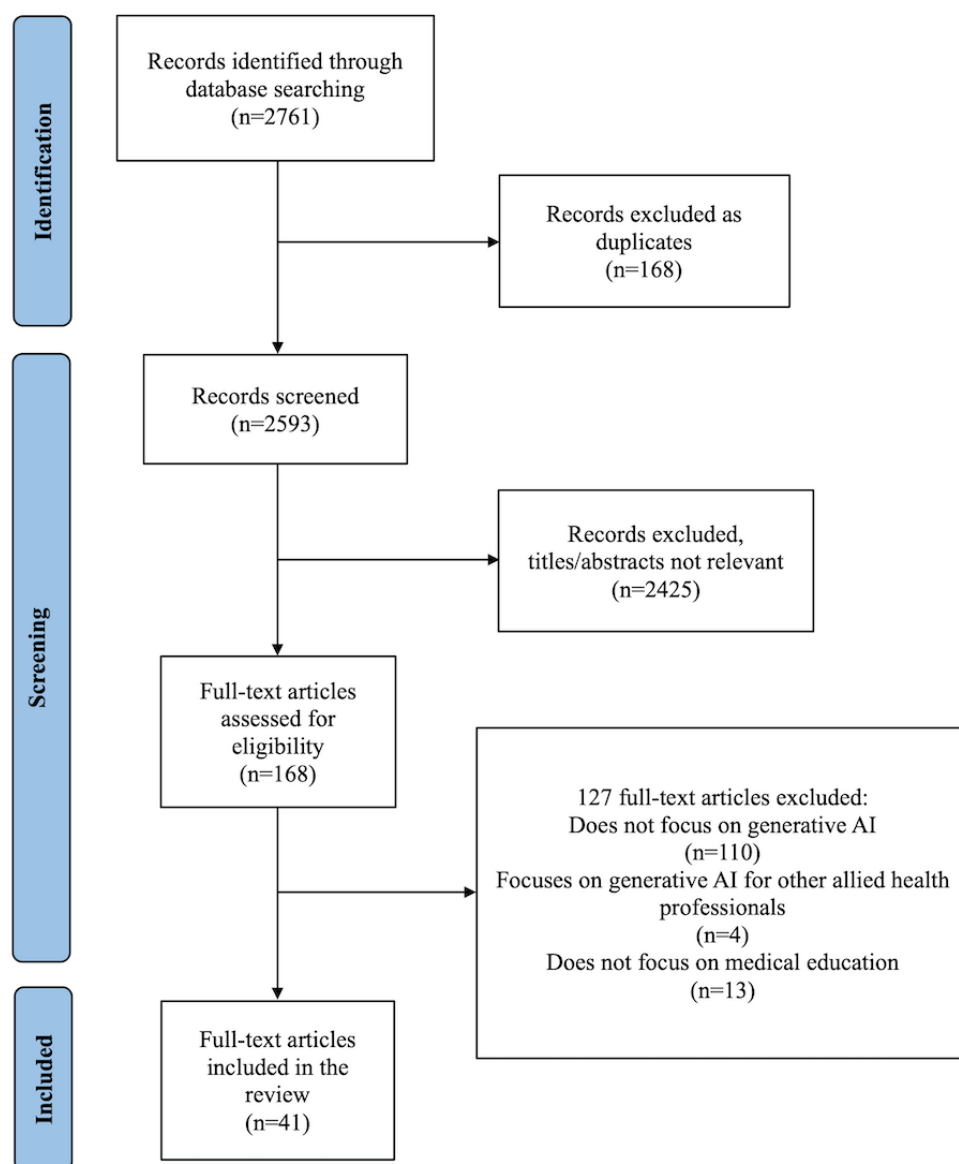 Identification
Records identified through
database searching
(n=2761)
Records excluded as
duplicates
(n=168)
Screening
Records screened
(n=2593)
Records excluded,
titles/abstracts not relevant
(n=2425)
Full-text articles
assessed for
eligibility
(n=168)
127 full-text articles excluded:
Does not focus on generative AI
(n=110)
Focuses on generative AI for other allied health
professionals
(n=4)
Does not focus on medical education
(n=13)
Included
Full-text articles
included in the
review
(n=41)